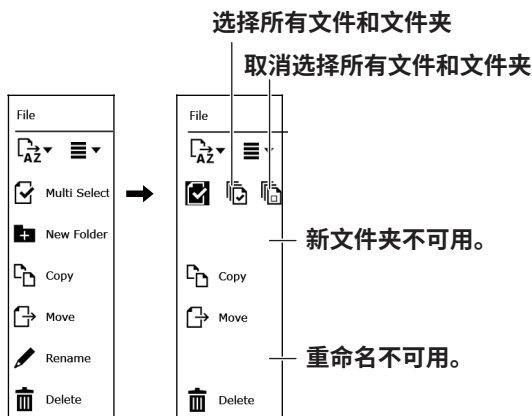 选择所有文件和文件夹
取消选择所有文件和文件夹
File
AZ
Multi Select
New Folder
Copy
Move
Rename
Delete
File
AZ
新文件夹不可用。
Copy
Move
重命名不可用。
Delete